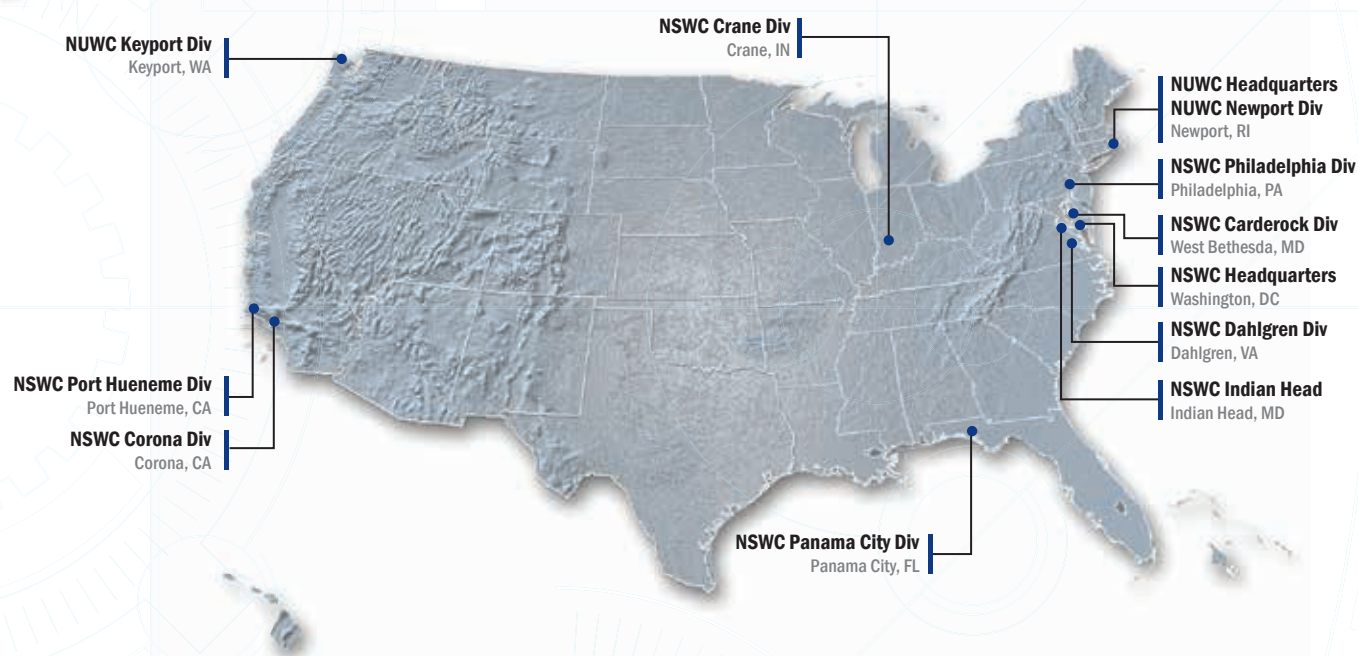 NUWC Keyport Div
Keyport, WA
NSWC Crane Div
Crane, IN
NUWC Headquarters
NUWC Newport Div
Newport, RI
NSWC Philadelphia Div
Philadelphia, PA
NSWC Carderock Div
West Bethesda, MD
NSWC Headquarters
Washington, DC
NSWC Dahlgren Div
Dahlgren, VA
NSWC Indian Head
Indian Head, MD
NSWC Port Hueneme Div
Port Hueneme, CA
NSWC Corona Div
Corona, CA
NSWC Panama City Div
Panama City, FL